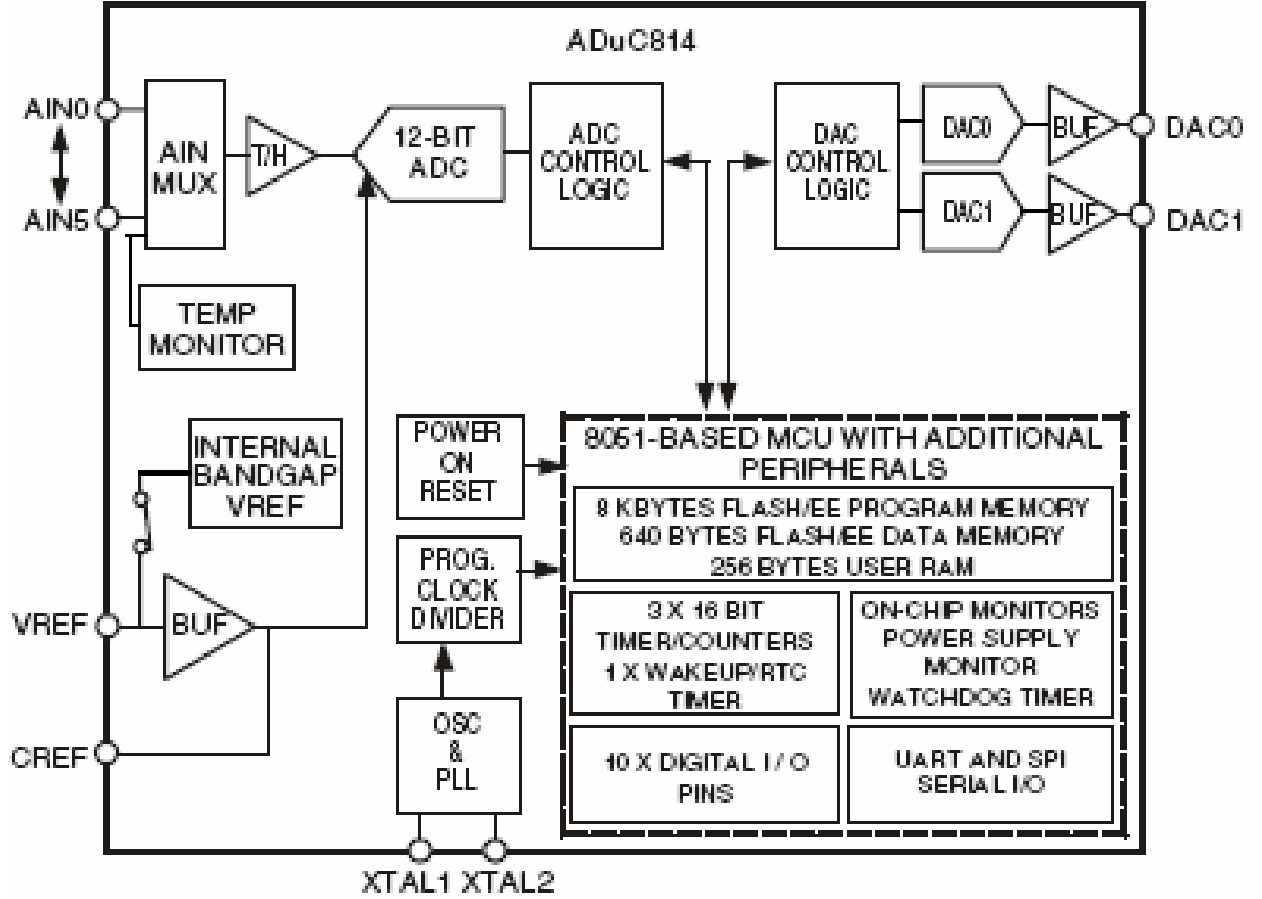 ADuC814
AIN0
AIN5
AIN
MUX
T/H
12-BIT
ADC
ADC
CONTROL
LOGIC
DAC
CONTROL
LOGIC
DAC0
BUF
DAC0
DAC1
BUF
DAC1
TEMP
MONITOR
INTERNAL
BANDGAP
VREF
POWER
ON
RESET
8051-BASED MCU WITH ADDITIONAL
PERIPHERALS
8 KBYTES FLASH/EE PROGRAM MEMORY
640 BYTES FLASH/EE DATA MEMORY
256 BYTES USER RAM
PROG.
CLOCK
DIVIDER
VREF
BUF
3 X 16 BIT
TIMER/COUNTERS
1 X WAKEUP/RTC
TIMER
ON-CHIP MONITORS
POWER SUPPLY
MONITOR
WATCHDOG TIMER
CREF
OSC
&
PLL
10 X DIGITAL I/O
PINS
UART AND SPI
SERIAL I/O
XTAL1 XTAL2